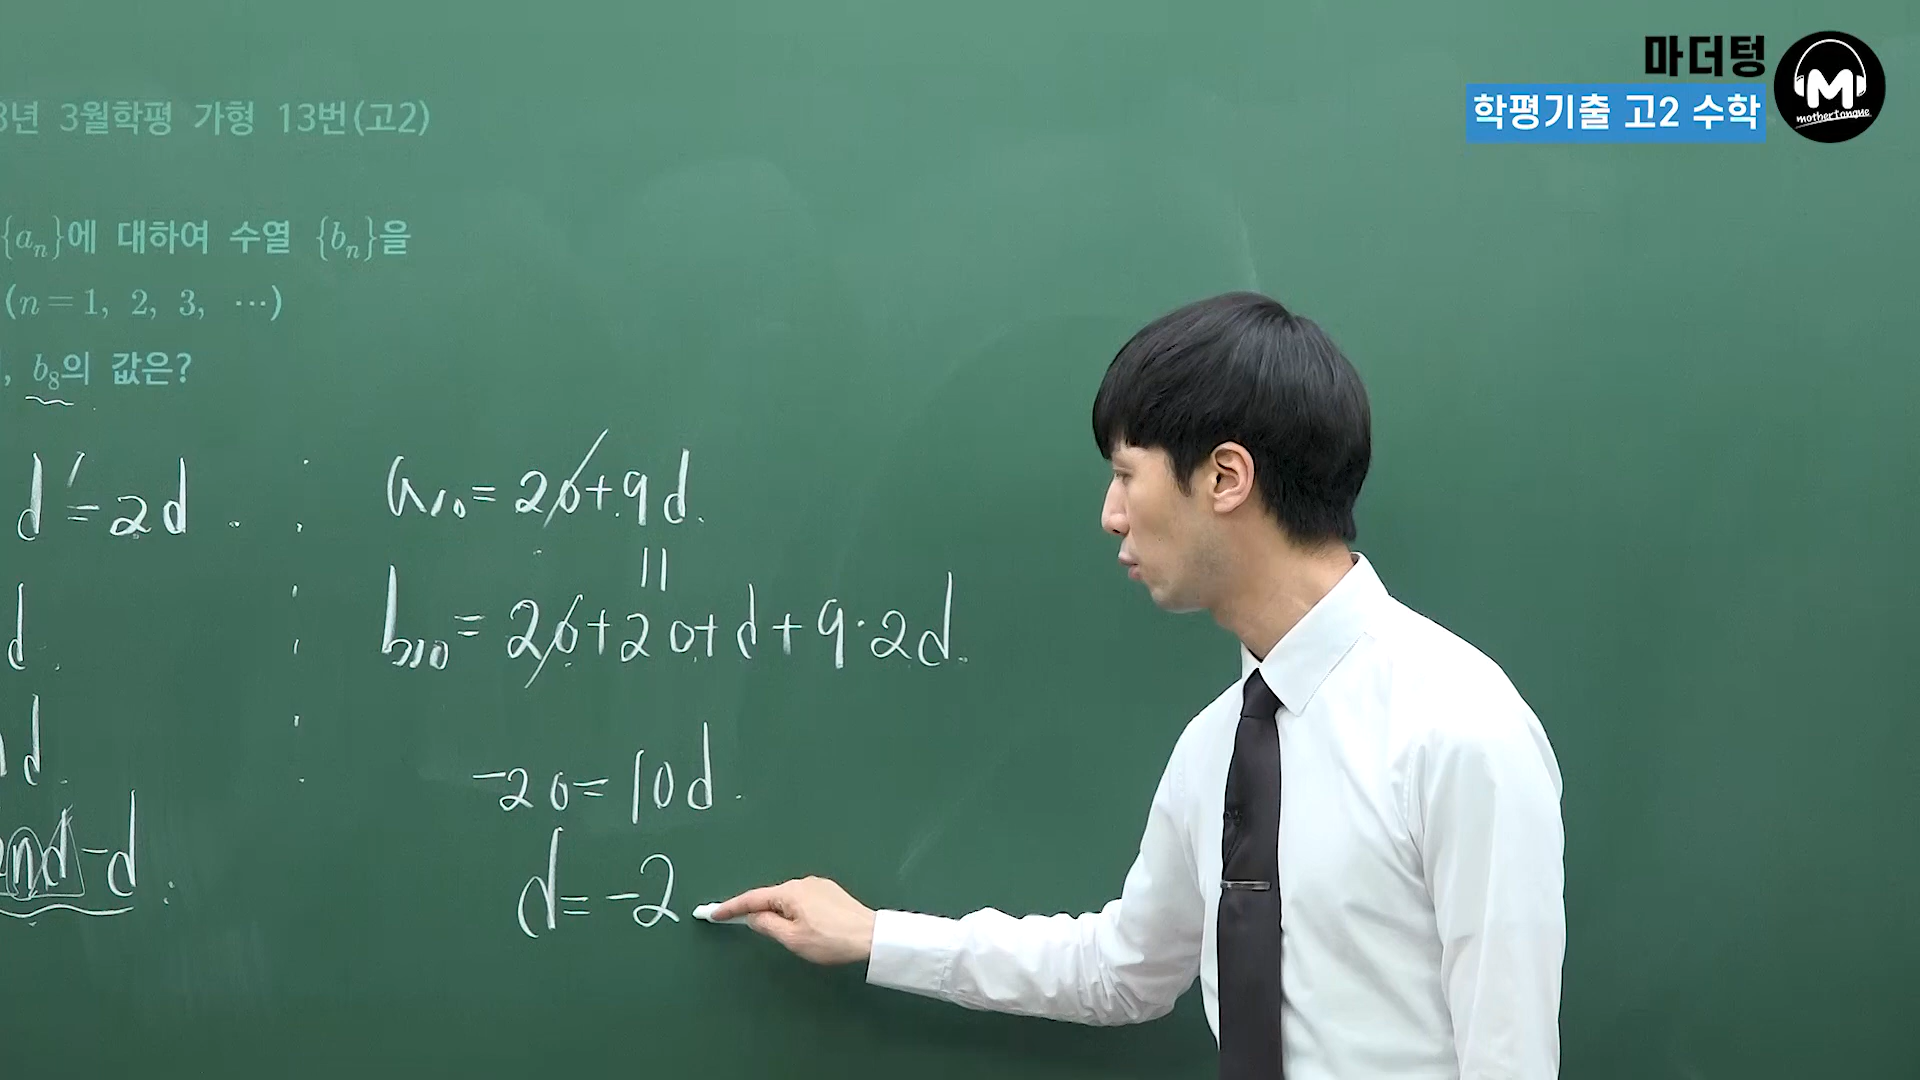 마더텅
학평기출 고2 수학
M
mothertongue
3년 3월학평 가형 13번(고2)
{aₙ}에 대하여 수열 {bₙ}을
(n=1, 2, 3, ⋯)
, b₈의 값은?
d′=2d
a₁₀=20+9d
=
b₁₀=20+20+d+9·2d
d
-20=10d
d
d=-2
nd-d